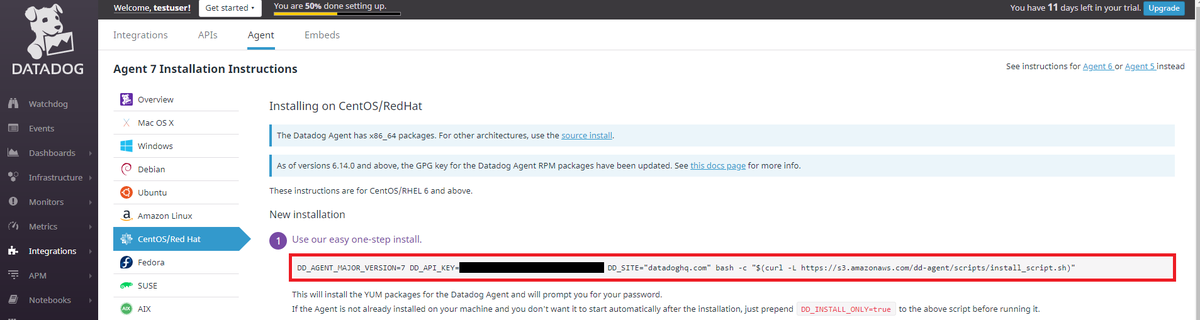 Welcome, testuser!
Get started
You are 50% done setting up.
You have 11 days left in your trial.
Upgrade
DATADOG
Integrations
APIs
Agent
Embeds
Agent 7 Installation Instructions
See instructions for Agent 6 or Agent 5 instead
Watchdog
Events
Dashboards
Infrastructure
Monitors
Metrics
Integrations
APM
Notebooks
Overview
Mac OS X
Windows
Debian
Ubuntu
Amazon Linux
CentOS/Red Hat
Fedora
SUSE
AIX
Installing on CentOS/RedHat
The Datadog Agent has x86_64 packages. For other architectures, use the source install.
As of versions 6.14.0 and above, the GPG key for the Datadog Agent RPM packages have been updated. See this docs page for more info.
These instructions are for CentOS/RHEL 6 and above.
New installation
1 Use our easy one-step install.
DD_AGENT_MAJOR_VERSION=7 DD_API_KEY= DD_SITE="datadoghq.com" bash -c "$(curl -L https://s3.amazonaws.com/dd-agent/scripts/install_script.sh)"
This will install the YUM packages for the Datadog Agent and will prompt you for your password.
If the Agent is not already installed on your machine and you don't want it to start automatically after the installation, just prepend DD_INSTALL_ONLY=true to the above script before running it.